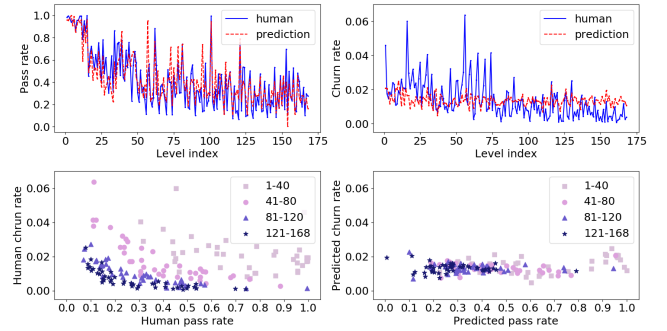 human
prediction
Pass rate
1.0
0.8
0.6
0.4
0.2
0.0
0 25 50 75 100 125 150 175
Level index
human
prediction
Churn rate
0.06
0.04
0.02
0.00
0 25 50 75 100 125 150 175
Level index
1-40
41-80
81-120
121-168
Human chrun rate
0.06
0.04
0.02
0.00
0.0 0.1 0.2 0.3 0.4 0.5 0.6 0.7 0.8 0.9 1.0
Human pass rate
1-40
41-80
81-120
121-168
Predicted churn rate
0.06
0.04
0.02
0.00
0.0 0.1 0.2 0.3 0.4 0.5 0.6 0.7 0.8 0.9 1.0
Predicted pass rate